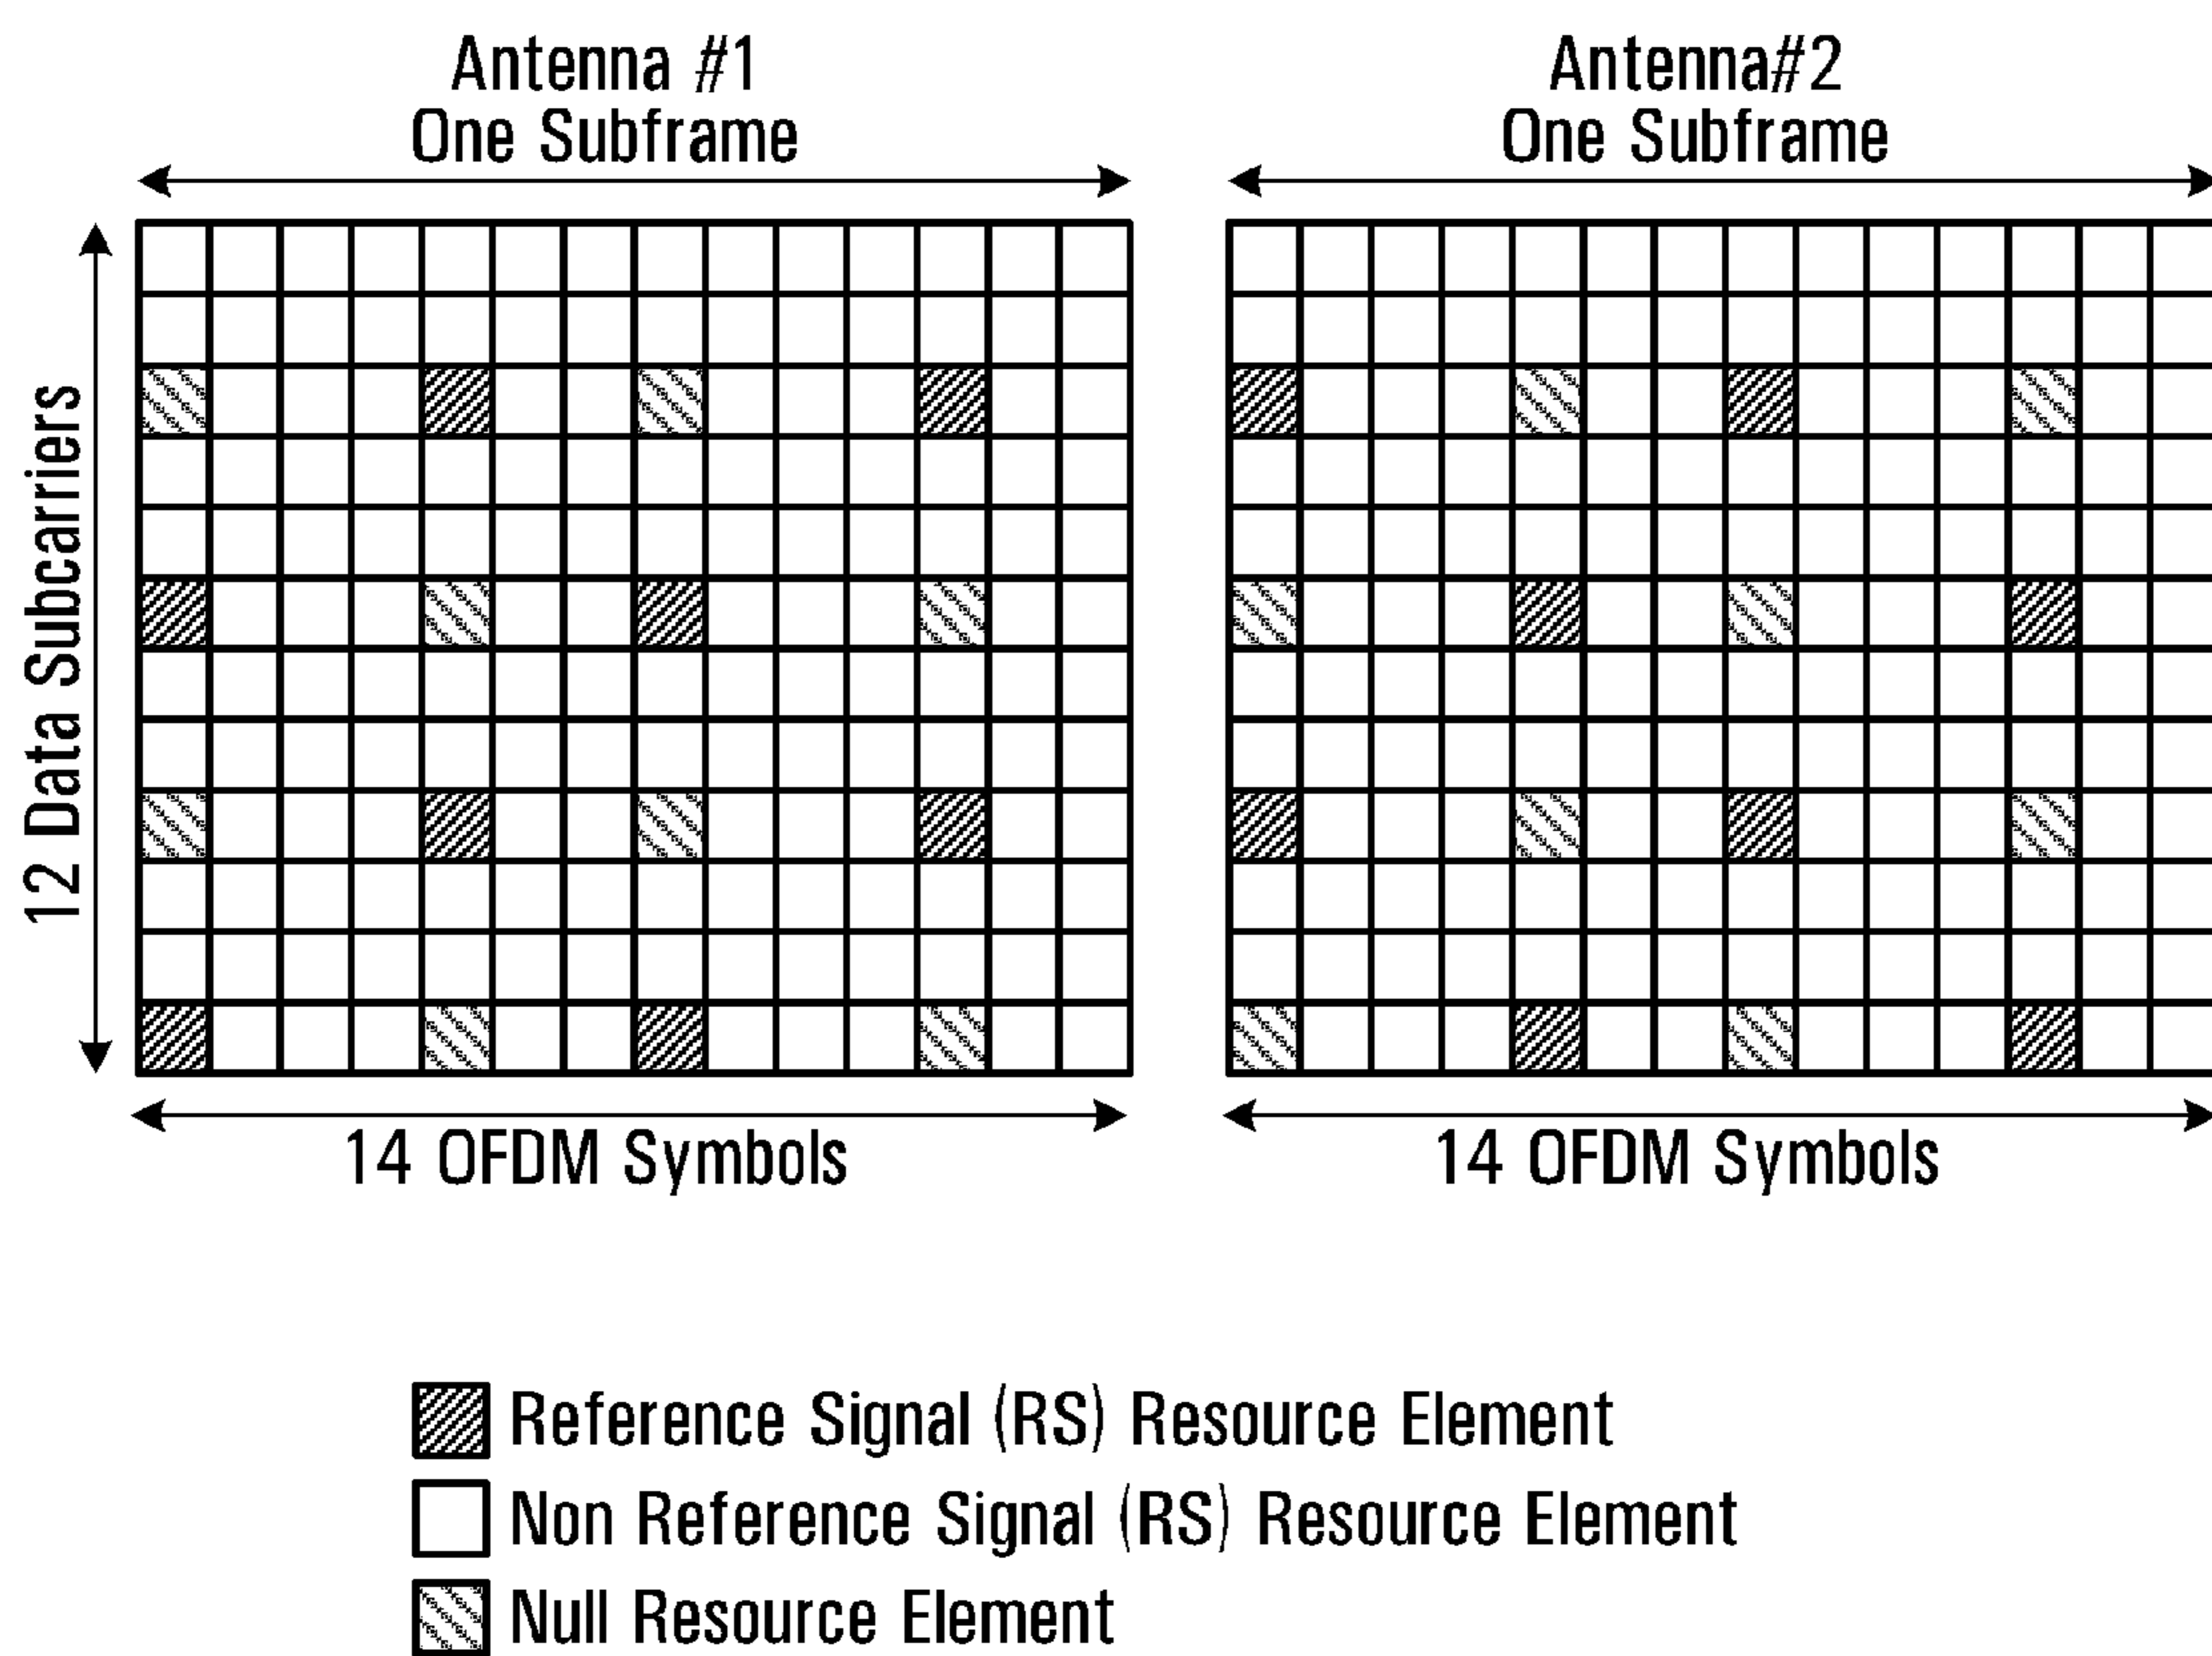 Antenna #1
One Subframe
Antenna#2
One Subframe
12 Data Subcarriers
14 OFDM Symbols
14 OFDM Symbols
Reference Signal (RS) Resource Element
Non Reference Signal (RS) Resource Element
Null Resource Element